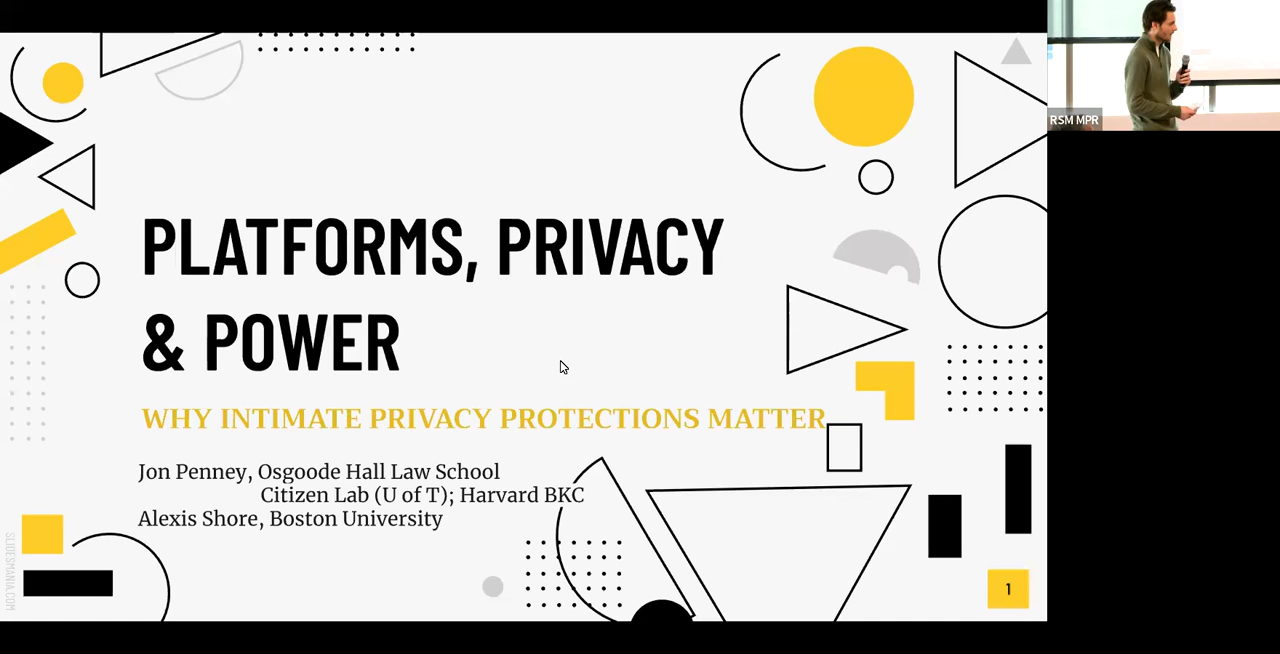 PLATFORMS, PRIVACY
& POWER
WHY INTIMATE PRIVACY PROTECTIONS MATTER
Jon Penney, Osgoode Hall Law School
Citizen Lab (U of T); Harvard BKC
Alexis Shore, Boston University
SLIDESMANIA.COM
1
RSM MPR